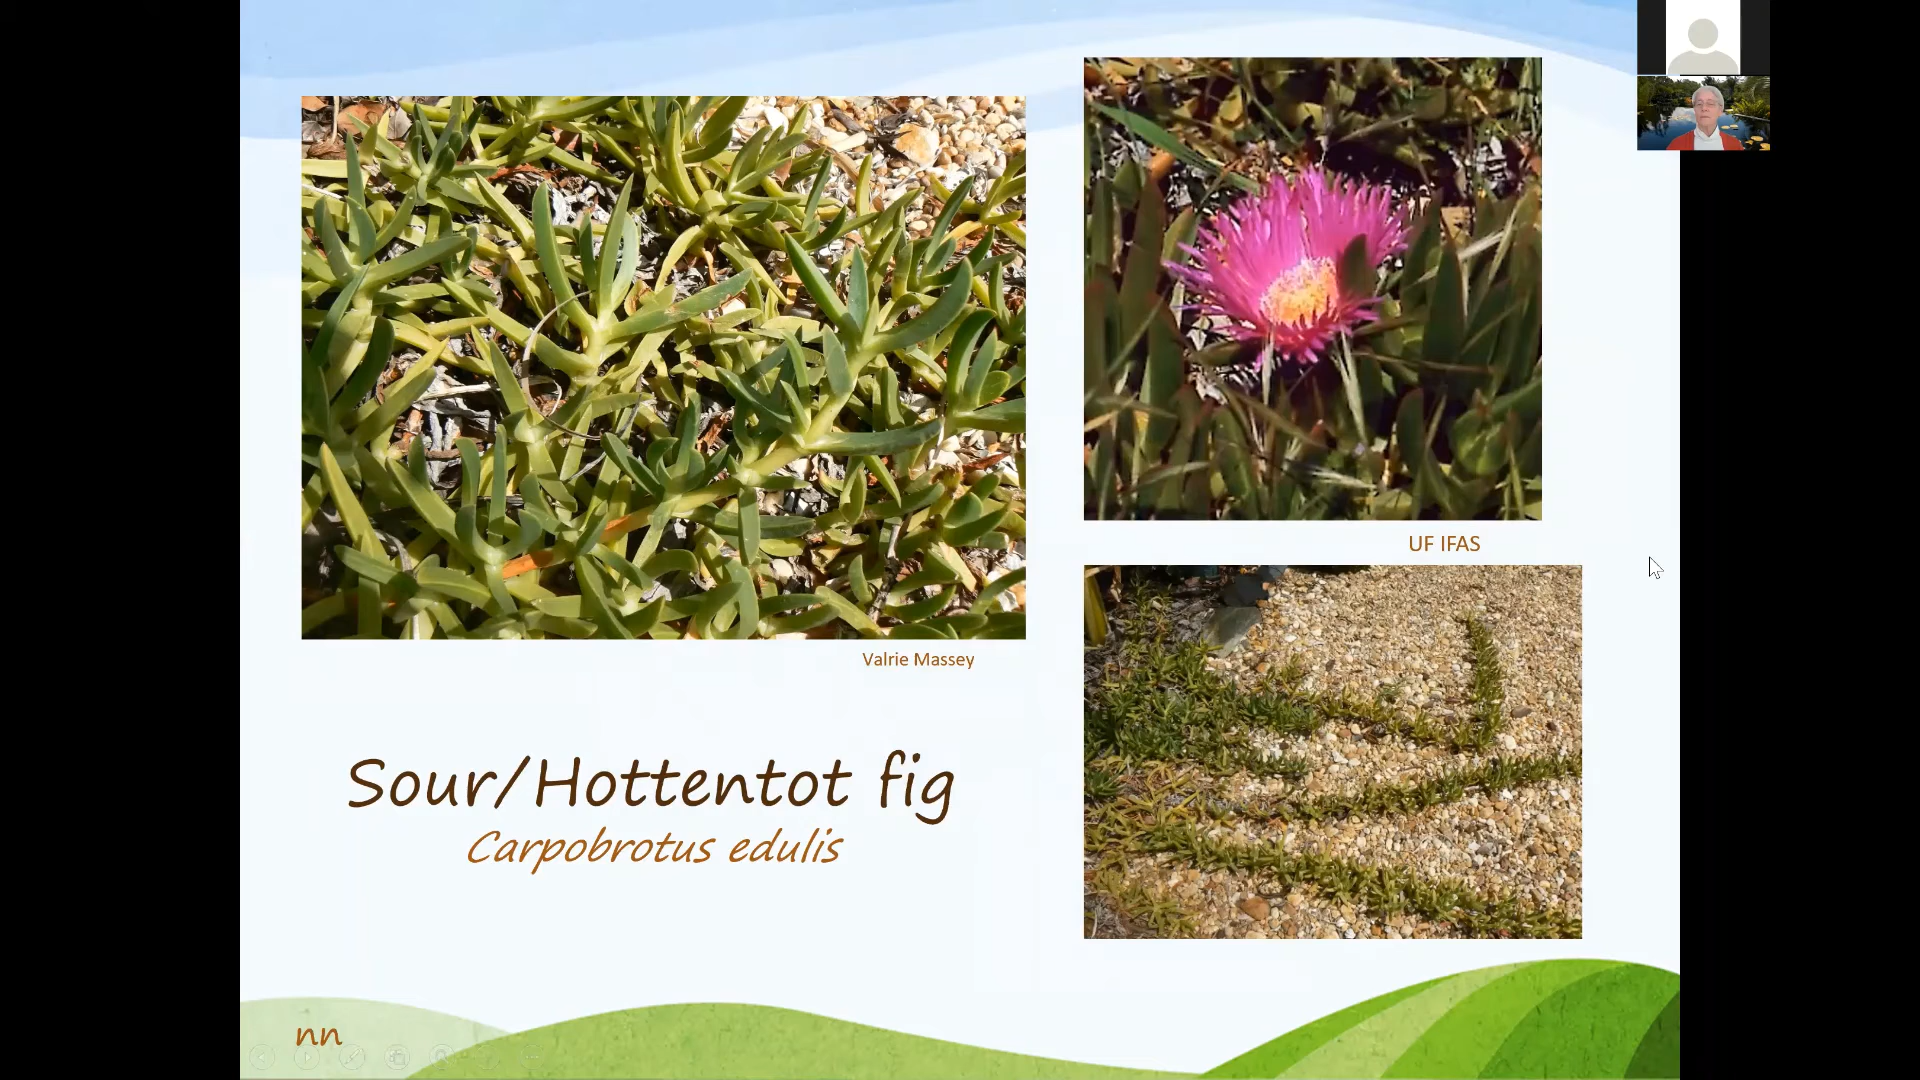 UF IFAS
Valrie Massey
Sour/Hottentot fig
Carpobrotus edulis
nn